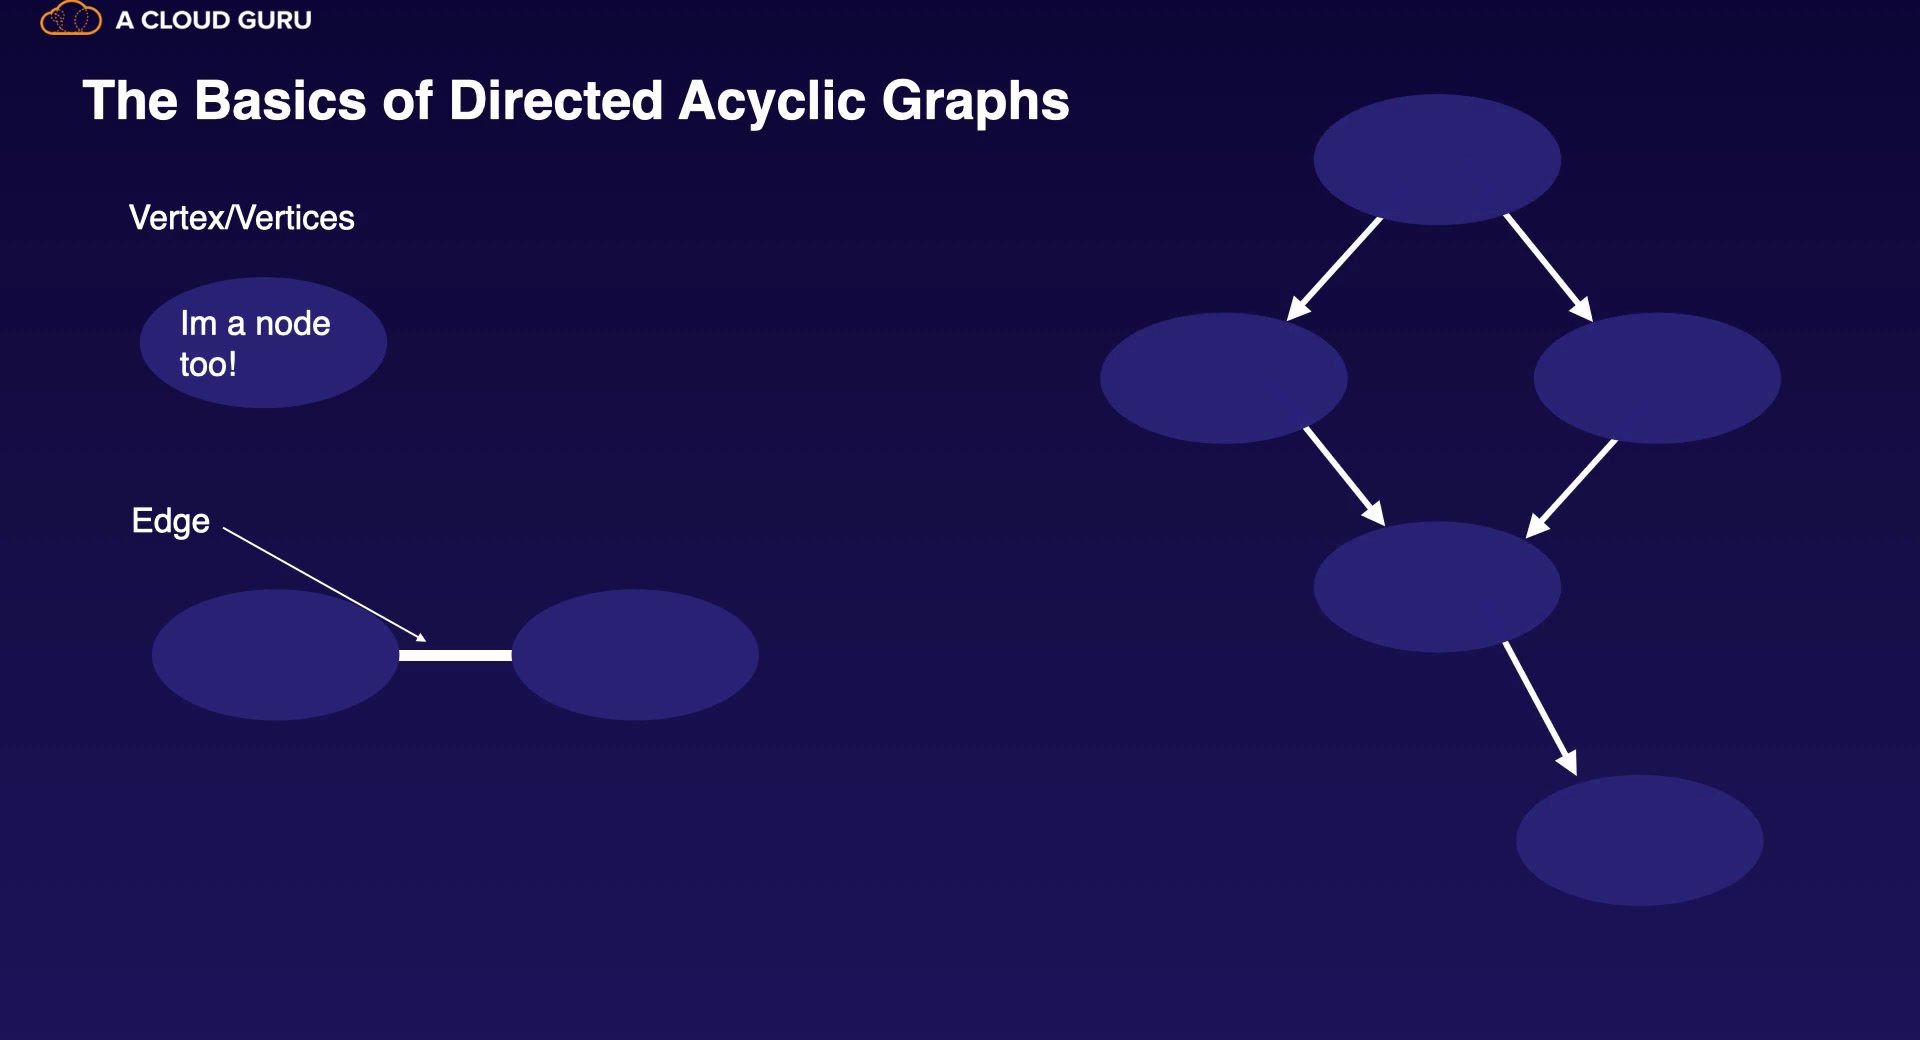 A CLOUD GURU
The Basics of Directed Acyclic Graphs
Vertex/Vertices
Im a node
too!
Edge